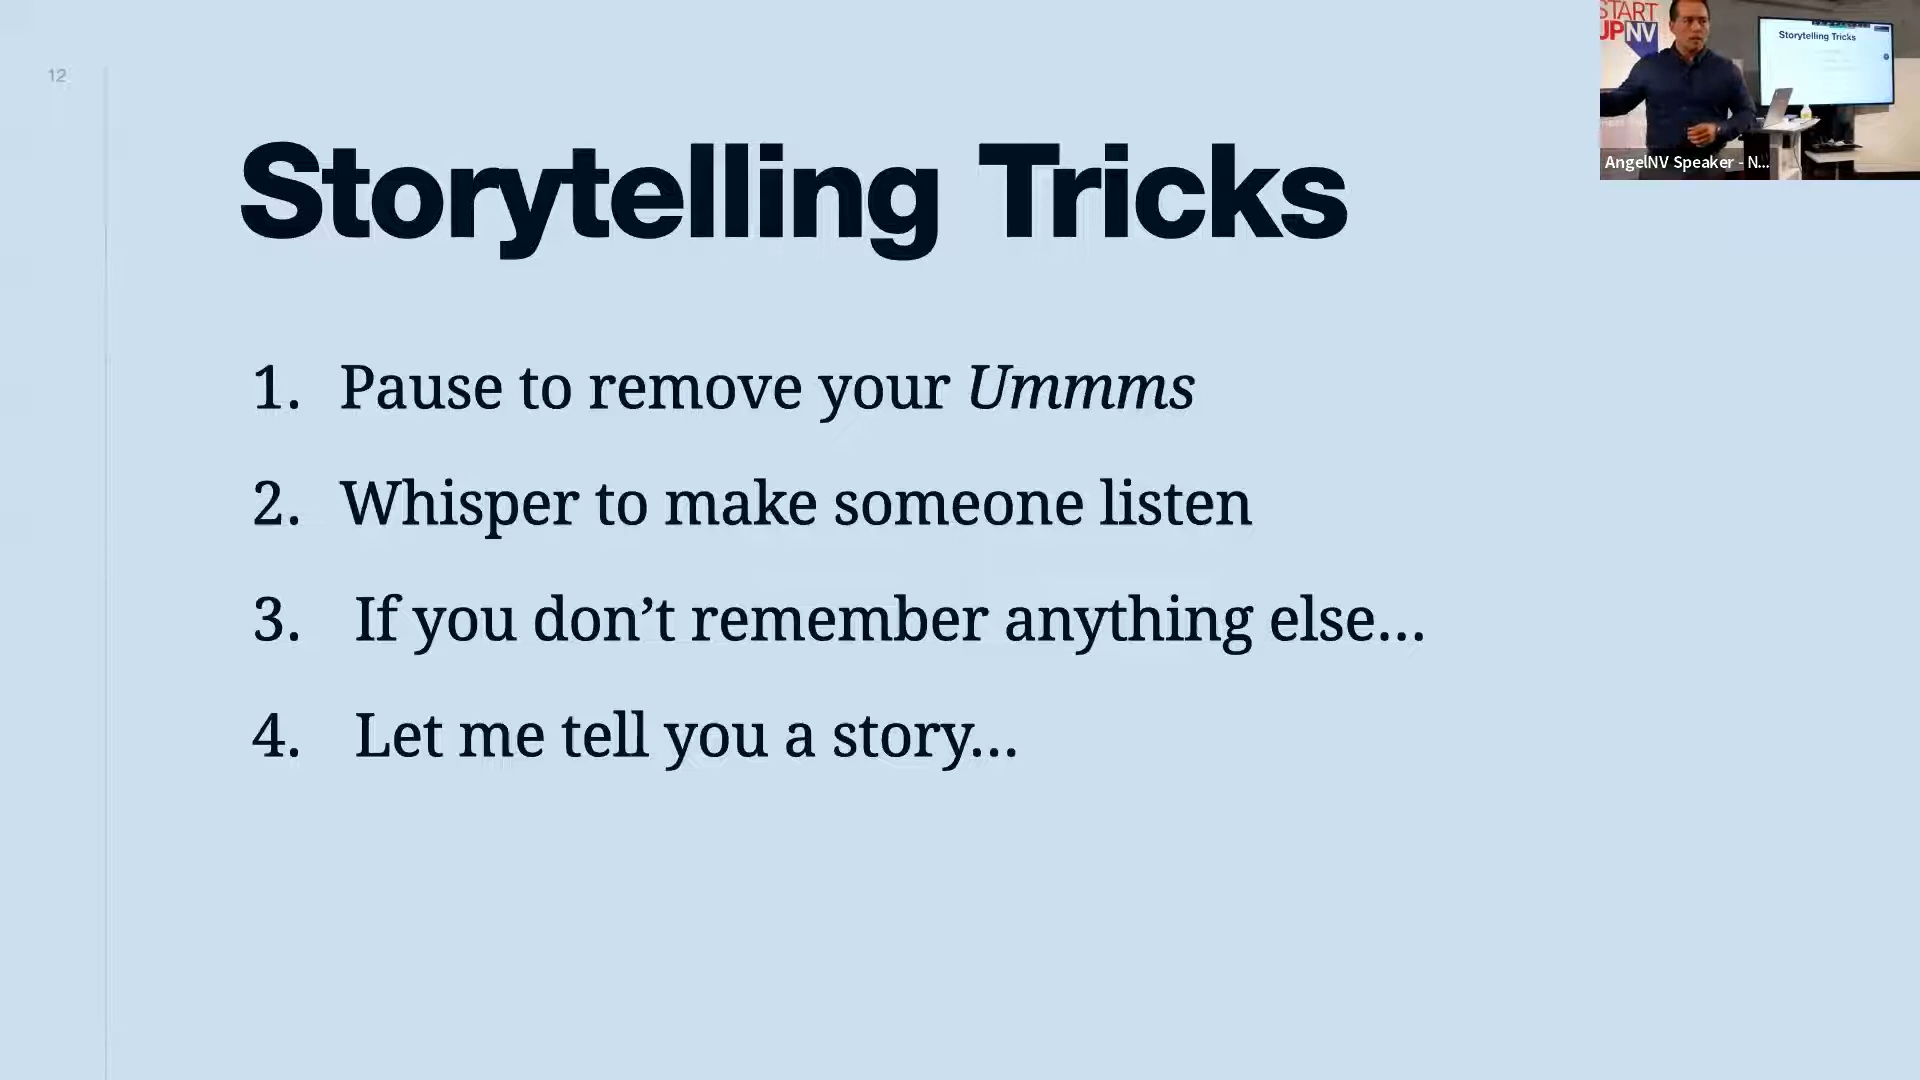 12
Storytelling Tricks
1. Pause to remove your Ummms
2. Whisper to make someone listen
3. If you don’t remember anything else…
4. Let me tell you a story…
START
UPNV
Storytelling Tricks
AngelNV Speaker - N...